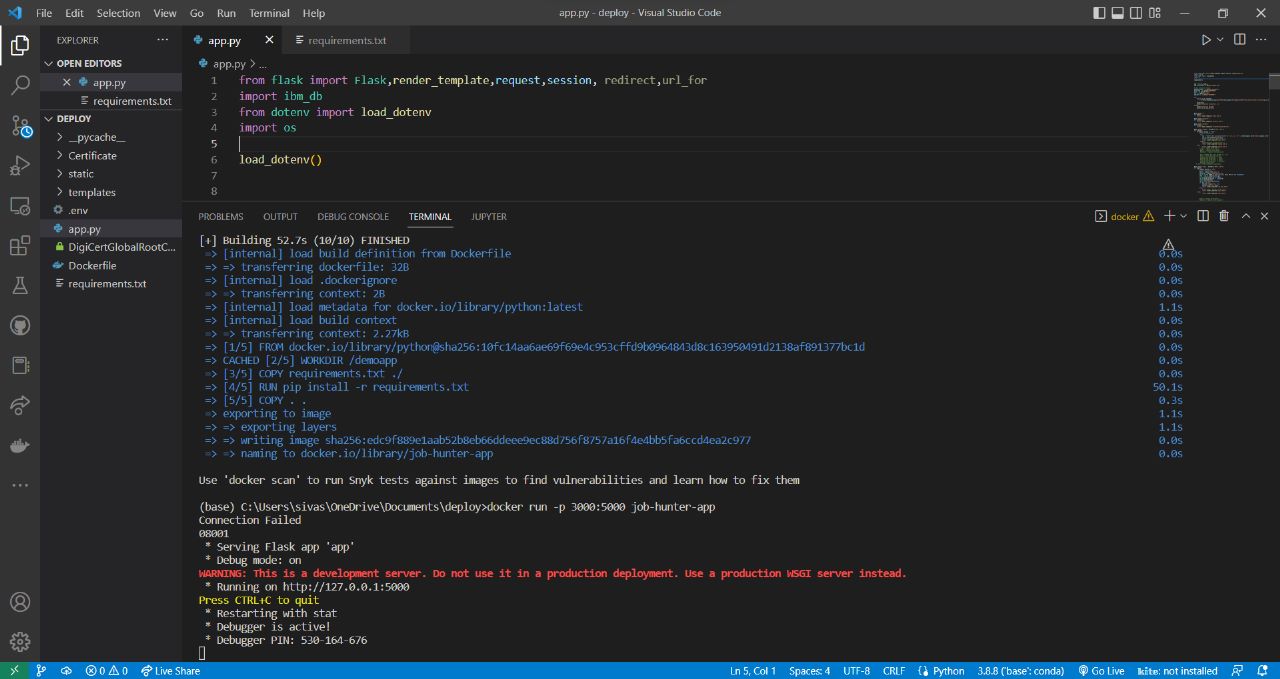 File Edit Selection View Go Run Terminal Help
app.py - deploy - Visual Studio Code
EXPLORER
OPEN EDITORS
app.py
requirements.txt
DEPLOY
__pycache__
Certificate
static
templates
.env
app.py
DigiCertGlobalRootC...
Dockerfile
requirements.txt
app.py
requirements.txt
app.py > ...
1 from flask import Flask,render_template,request,session, redirect,url_for
2 import ibm_db
3 from dotenv import load_dotenv
4 import os
5
6 load_dotenv()
7
8
PROBLEMS OUTPUT DEBUG CONSOLE TERMINAL JUPYTER
docker
[+] Building 52.7s (10/10) FINISHED
=> [internal] load build definition from Dockerfile 0.0s
=> => transferring dockerfile: 32B 0.0s
=> [internal] load .dockerignore 0.0s
=> => transferring context: 2B 0.0s
=> [internal] load metadata for docker.io/library/python:latest 1.1s
=> [internal] load build context 0.0s
=> => transferring context: 2.27kB 0.0s
=> [1/5] FROM docker.io/library/python@sha256:10fc14aa6ae69f69e4c953cffd9b0964843d8c163950491d2138af891377bc1d 0.0s
=> CACHED [2/5] WORKDIR /demoapp 0.0s
=> [3/5] COPY requirements.txt ./ 0.0s
=> [4/5] RUN pip install -r requirements.txt 50.1s
=> [5/5] COPY . . 0.3s
=> exporting to image 1.1s
=> => exporting layers 1.1s
=> => writing image sha256:edc9f889e1aab52b8eb66ddeee9ec88d756f8757a16f4e4bb5fa6ccd4ea2c977 0.0s
=> => naming to docker.io/library/job-hunter-app 0.0s
Use 'docker scan' to run Snyk tests against images to find vulnerabilities and learn how to fix them
(base) C:\Users\sivas\OneDrive\Documents\deploy>docker run -p 3000:5000 job-hunter-app
Connection Failed
08001
* Serving Flask app 'app'
* Debug mode: on
WARNING: This is a development server. Do not use it in a production deployment. Use a production WSGI server instead.
* Running on http://127.0.0.1:5000
Press CTRL+C to quit
* Restarting with stat
* Debugger is active!
* Debugger PIN: 530-164-676
0 0 Live Share
Ln 5, Col 1 Spaces: 4 UTF-8 CRLF Python 3.8.8 ('base': conda) Go Live kite: not installed